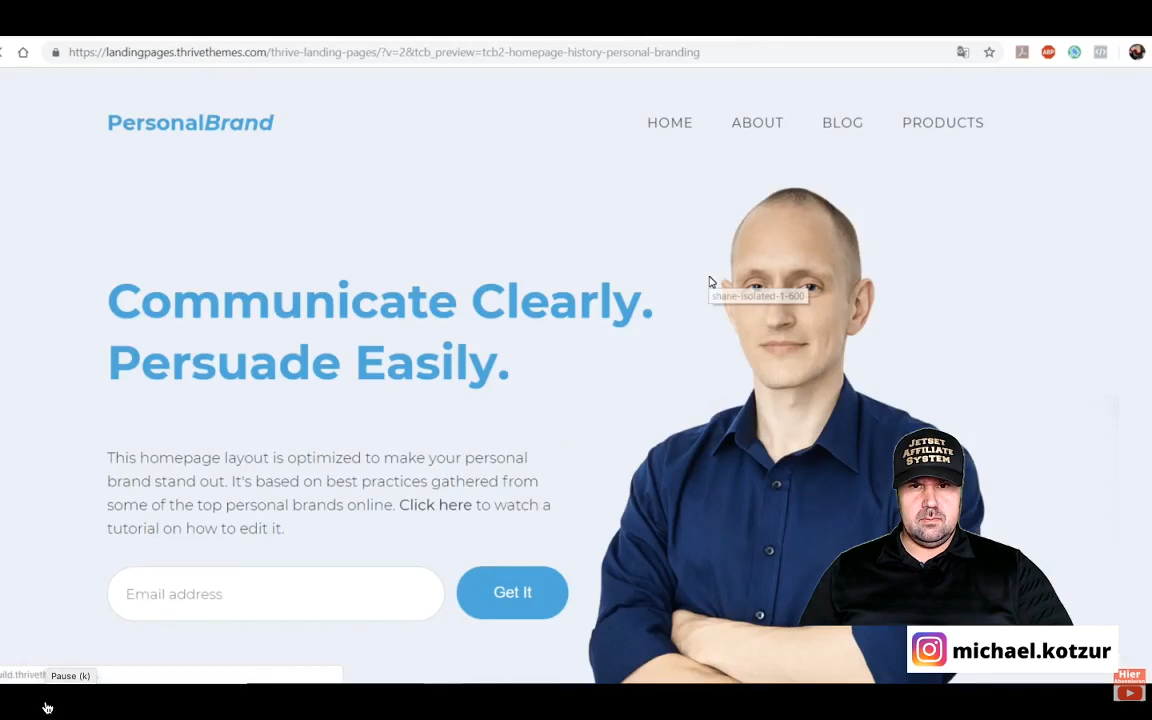 https://landingpages.thrivethemes.com/thrive-landing-pages/?v=2&tcb_preview=tcb2-homepage-history-personal-branding
ABP
PersonalBrand
HOME ABOUT BLOG PRODUCTS
shane-isolated-1-600
Communicate Clearly.
Persuade Easily.
This homepage layout is optimized to make your personal
brand stand out. It's based on best practices gathered from
some of the top personal brands online. Click here to watch a
tutorial on how to edit it.
Email address
Get It
JETSET
AFFILIATE
SYSTEM
michael.kotzur
Pause (k)
Hier